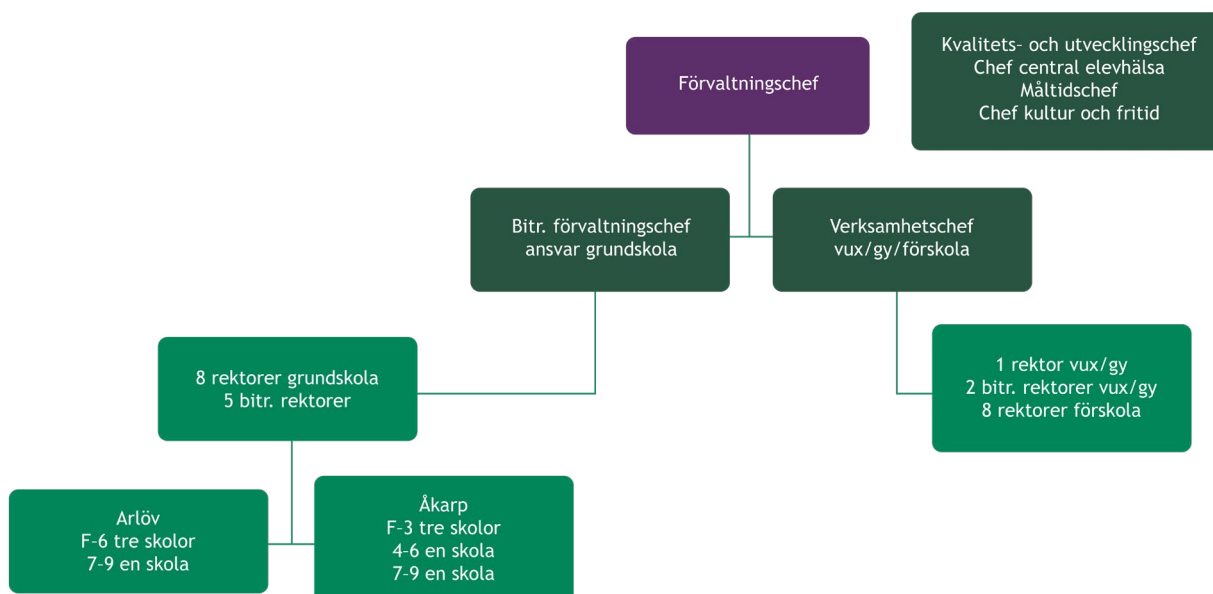 Förvaltningschef
Kvalitets- och utvecklingschef
Chef central elevhälsa
Måltidschef
Chef kultur och fritid
Bitr. förvaltningschef
ansvar grundskola
Verksamhetschef
vux/gy/förskola
8 rektorer grundskola
5 bitr. rektorer
1 rektor vux/gy
2 bitr. rektorer vux/gy
8 rektorer förskola
Arlöv
F-6 tre skolor
7-9 en skola
Åkarp
F-3 tre skolor
4-6 en skola
7-9 en skola